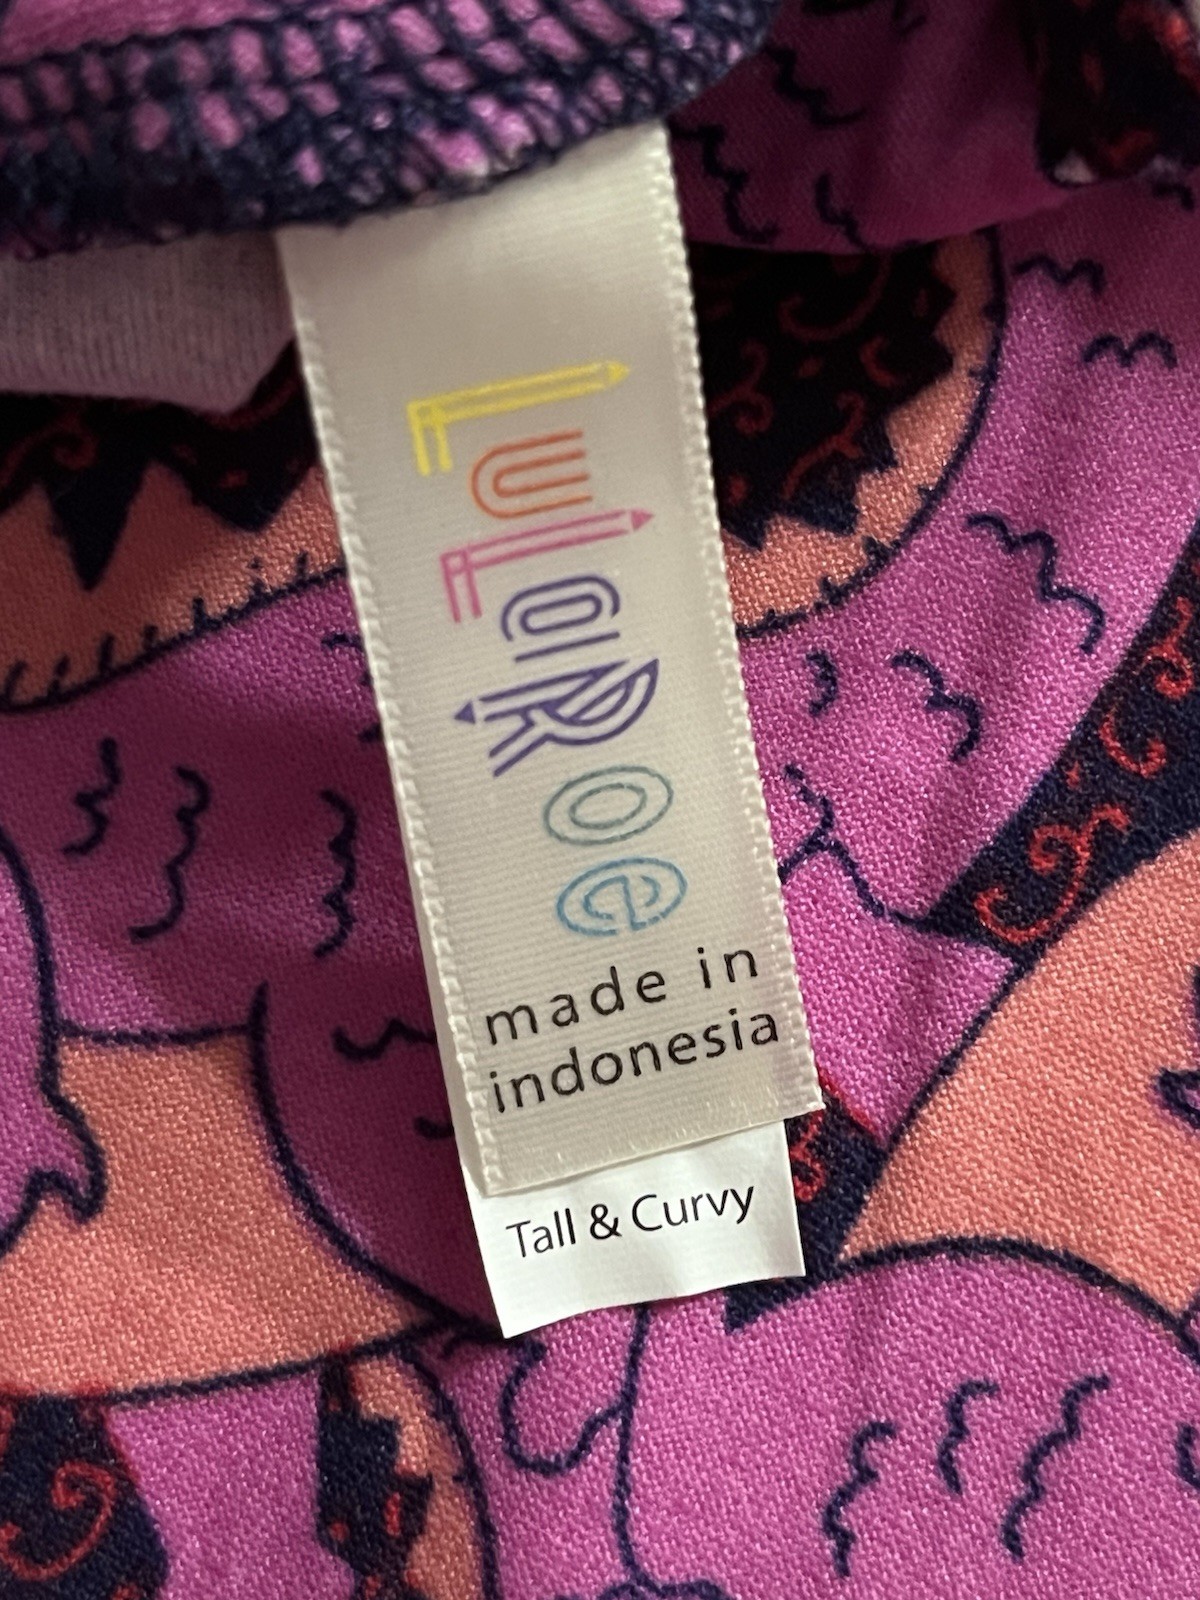 LuLaRoe
made in
indonesia
Tall & Curvy